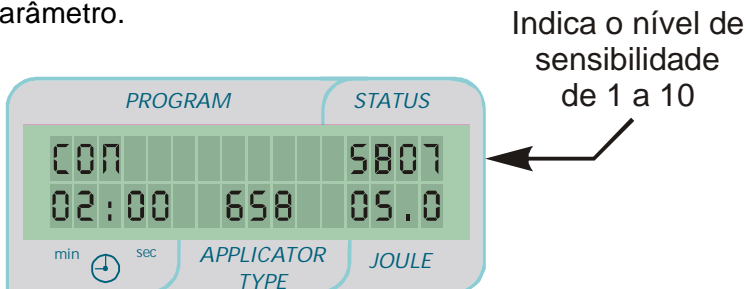 arâmetro.
Indica o nível de
sensibilidade
de 1 a 10
PROGRAM STATUS
CON SB07
02:00 658 05.0
min sec APPLICATOR TYPE JOULE